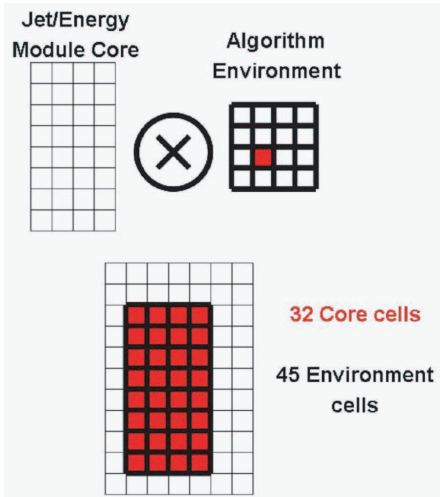 Jet/Energy
Module Core
Algorithm
Environment
32 Core cells
45 Environment
cells